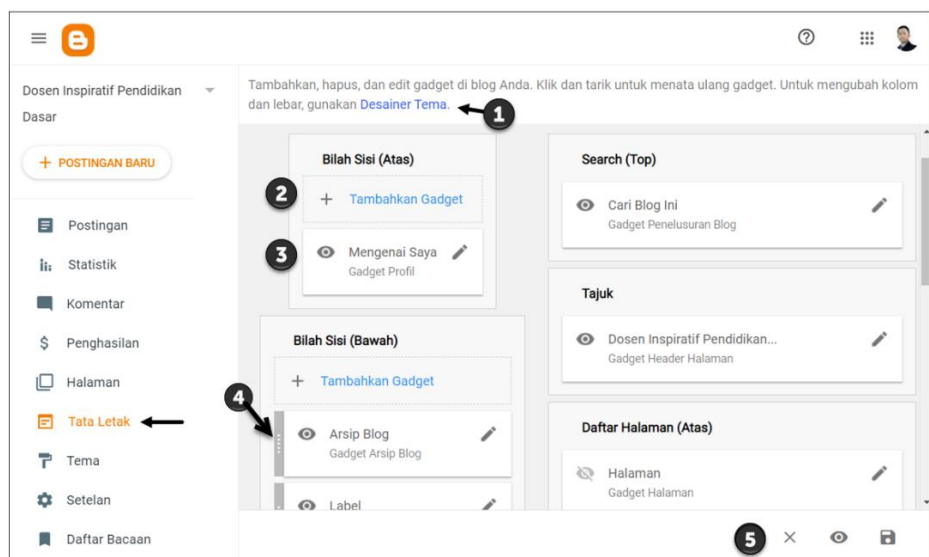 Dosen Inspiratif Pendidikan
Dasar
+ POSTINGAN BARU
Postingan
Statistik
Komentar
$ Penghasilan
Halaman
Tata Letak
Tema
Setelan
Daftar Bacaan
Tambahkan, hapus, dan edit gadget di blog Anda. Klik dan tarik untuk menata ulang gadget. Untuk mengubah kolom
dan lebar, gunakan Desainer Tema.
1
Bilah Sisi (Atas)
2
+ Tambahkan Gadget
3
Mengenai Saya
Gadget Profil
Bilah Sisi (Bawah)
+ Tambahkan Gadget
4
Arsip Blog
Gadget Arsip Blog
Label
Search (Top)
Cari Blog Ini
Gadget Penelusuran Blog
Tajuk
Dosen Inspiratif Pendidikan...
Gadget Header Halaman
Daftar Halaman (Atas)
Halaman
Gadget Halaman
5